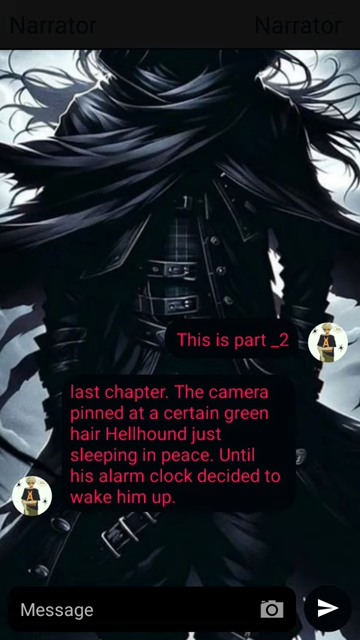 Narrator Narrator
This is part _2
last chapter. The camera
pinned at a certain green
hair Hellhound just
sleeping in peace. Until
his alarm clock decided to
wake him up.
Message